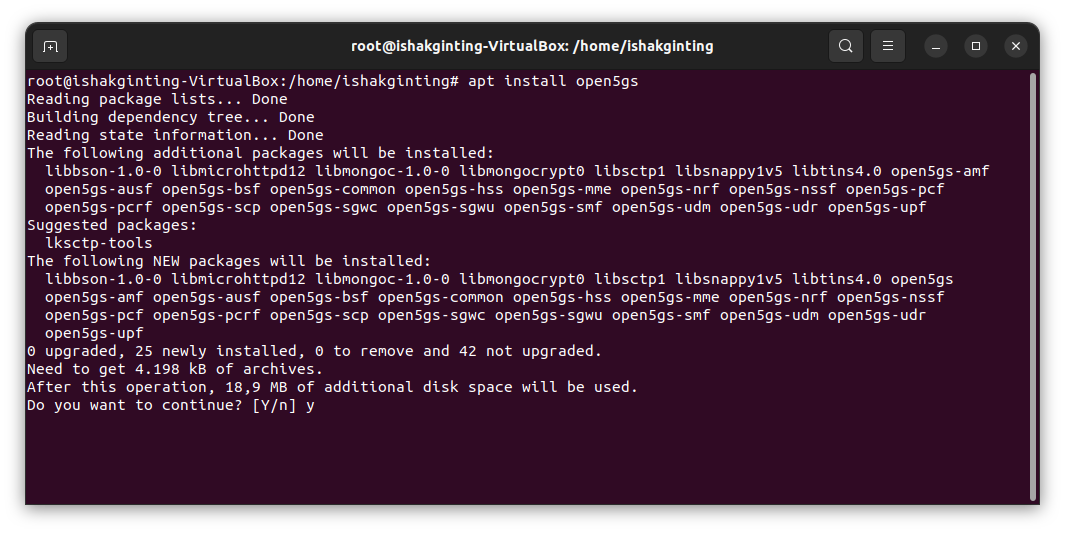 root@ishakginting-VirtualBox: /home/ishakginting
root@ishakginting-VirtualBox:/home/ishakginting# apt install open5gs
Reading package lists... Done
Building dependency tree... Done
Reading state information... Done
The following additional packages will be installed:
  libbson-1.0-0 libmicrohttpd12 libmongoc-1.0-0 libmongocrypt0 libsctp1 libsnappy1v5 libtins4.0 open5gs-amf
  open5gs-ausf open5gs-bsf open5gs-common open5gs-hss open5gs-mme open5gs-nrf open5gs-nssf open5gs-pcf
  open5gs-pcrf open5gs-scp open5gs-sgwc open5gs-sgwu open5gs-smf open5gs-udm open5gs-udr open5gs-upf
Suggested packages:
  lksctp-tools
The following NEW packages will be installed:
  libbson-1.0-0 libmicrohttpd12 libmongoc-1.0-0 libmongocrypt0 libsctp1 libsnappy1v5 libtins4.0 open5gs
  open5gs-amf open5gs-ausf open5gs-bsf open5gs-common open5gs-hss open5gs-mme open5gs-nrf open5gs-nssf
  open5gs-pcf open5gs-pcrf open5gs-scp open5gs-sgwc open5gs-sgwu open5gs-smf open5gs-udm open5gs-udr
  open5gs-upf
0 upgraded, 25 newly installed, 0 to remove and 42 not upgraded.
Need to get 4.198 kB of archives.
After this operation, 18,9 MB of additional disk space will be used.
Do you want to continue? [Y/n] y